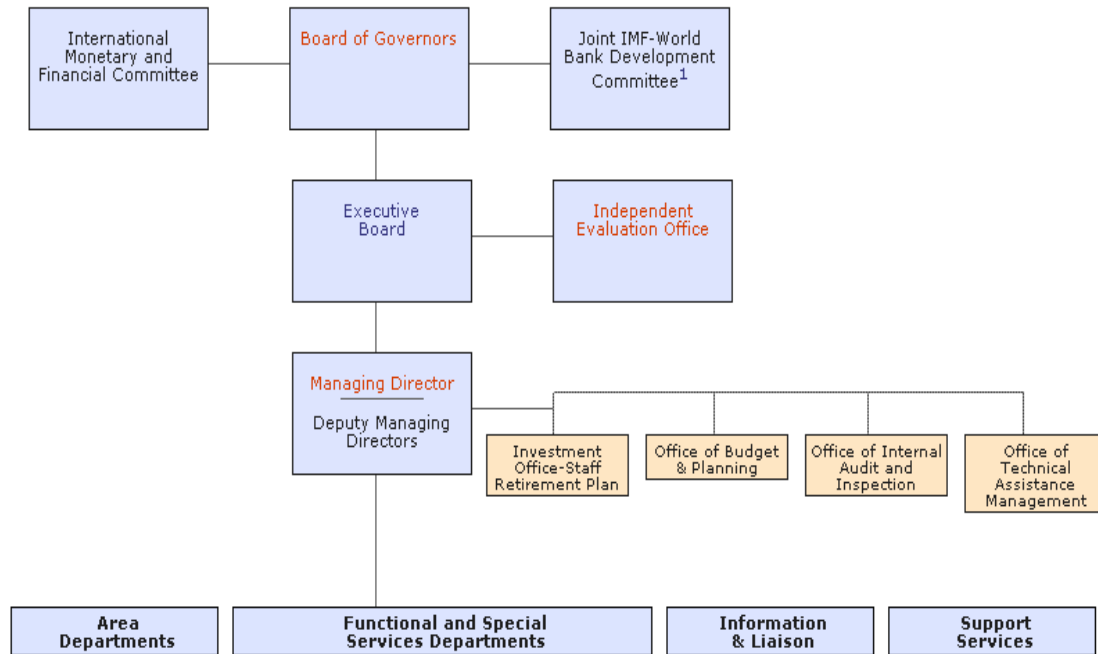 International
Monetary and
Financial Committee
Board of Governors
Joint IMF-World
Bank Development
Committee1
Executive
Board
Independent
Evaluation Office
Managing Director
Deputy Managing
Directors
Investment
Office-Staff
Retirement Plan
Office of Budget
& Planning
Office of Internal
Audit and
Inspection
Office of
Technical
Assistance
Management
Area
Departments
Functional and Special
Services Departments
Information
& Liaison
Support
Services